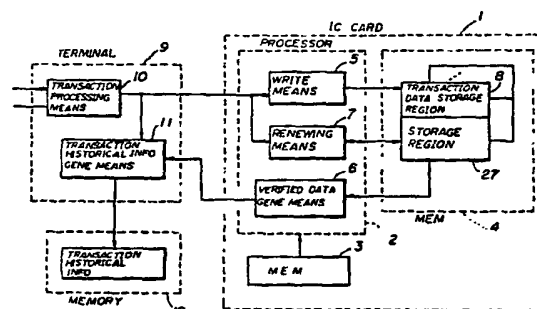 IC CARD
1
TERMINAL
9
PROCESSOR
10
5
TRANSACTION
PROCESSING
MEANS
WRITE
MEANS
TRANSACTION
DATA STORAGE
REGION
8
11
7
TRANSACTION
HISTORICAL INFO
GENE MEANS
RENEWING
MEANS
STORAGE
REGION
6
27
VERIFIED DATA
GENE MEANS
MEM
2
4
3
TRANSACTION
HISTORICAL
INFO
MEM
MEMORY